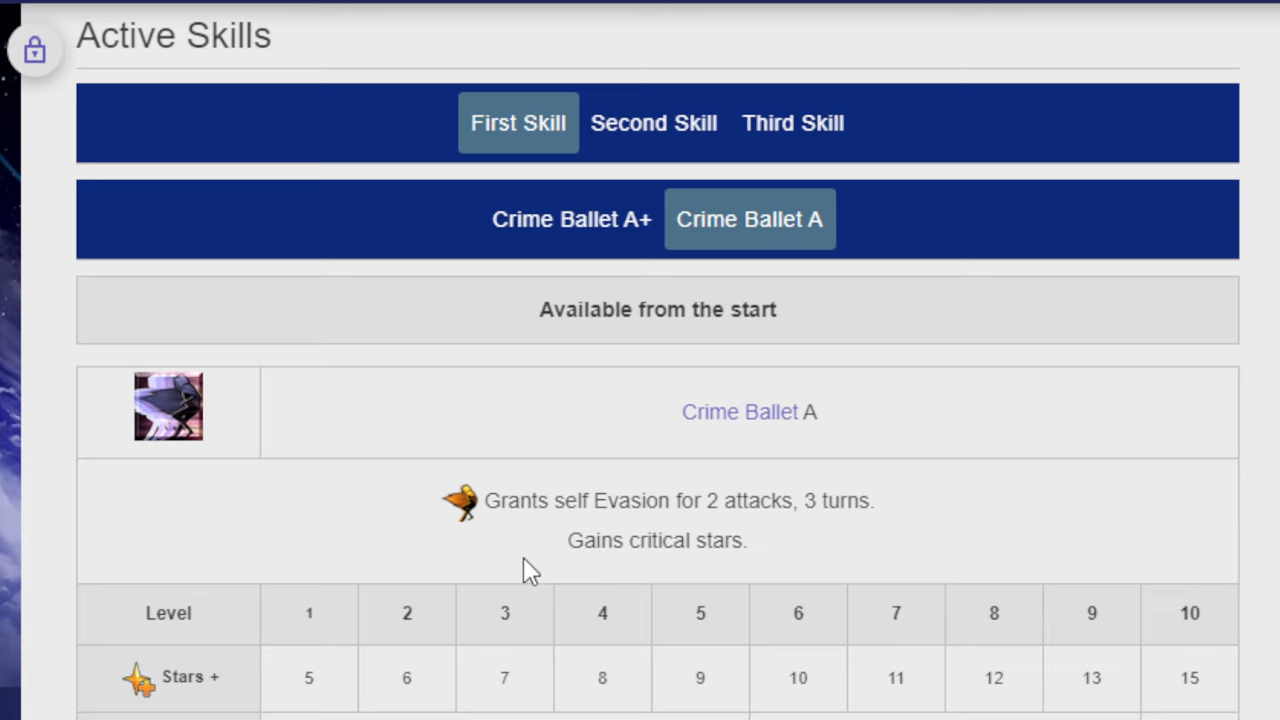 Active Skills
First Skill Second Skill Third Skill
Crime Ballet A+ Crime Ballet A
Available from the start
Crime Ballet A
Grants self Evasion for 2 attacks, 3 turns.
Gains critical stars.
Level 1 2 3 4 5 6 7 8 9 10
Stars + 5 6 7 8 9 10 11 12 13 15